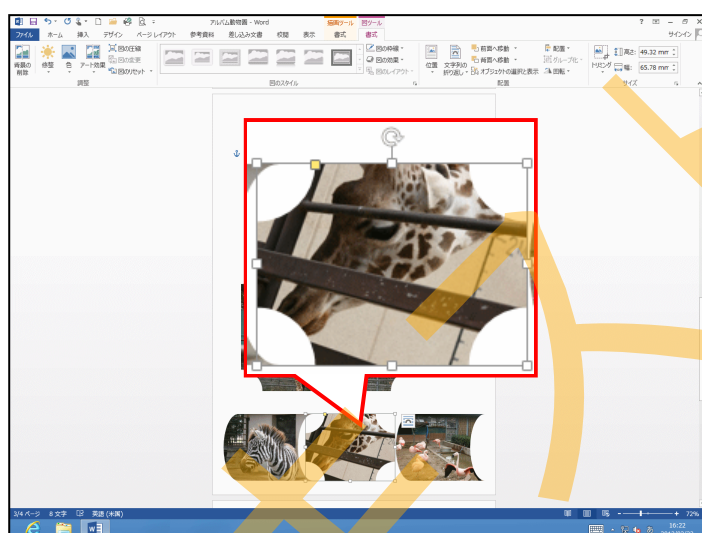 アルバム動物園 - Word
描画ツール 図ツール
ファイル ホーム 挿入 デザイン ページ レイアウト 参考資料 差し込み文書 校閲 表示 書式 書式 サインイン
背景の削除
修整 色 アート効果
図の圧縮
図の変更
図のリセット
調整
図のスタイル
図の枠線
図の効果
図のレイアウト
位置 文字列の折り返し
前面へ移動
背面へ移動
オブジェクトの選択と表示
配置
グループ化
回転
配置
トリミング
高さ: 49.32 mm
幅: 65.78 mm
サイズ
3/4 ページ 8 文字 英語 (米国) 72%
16:22